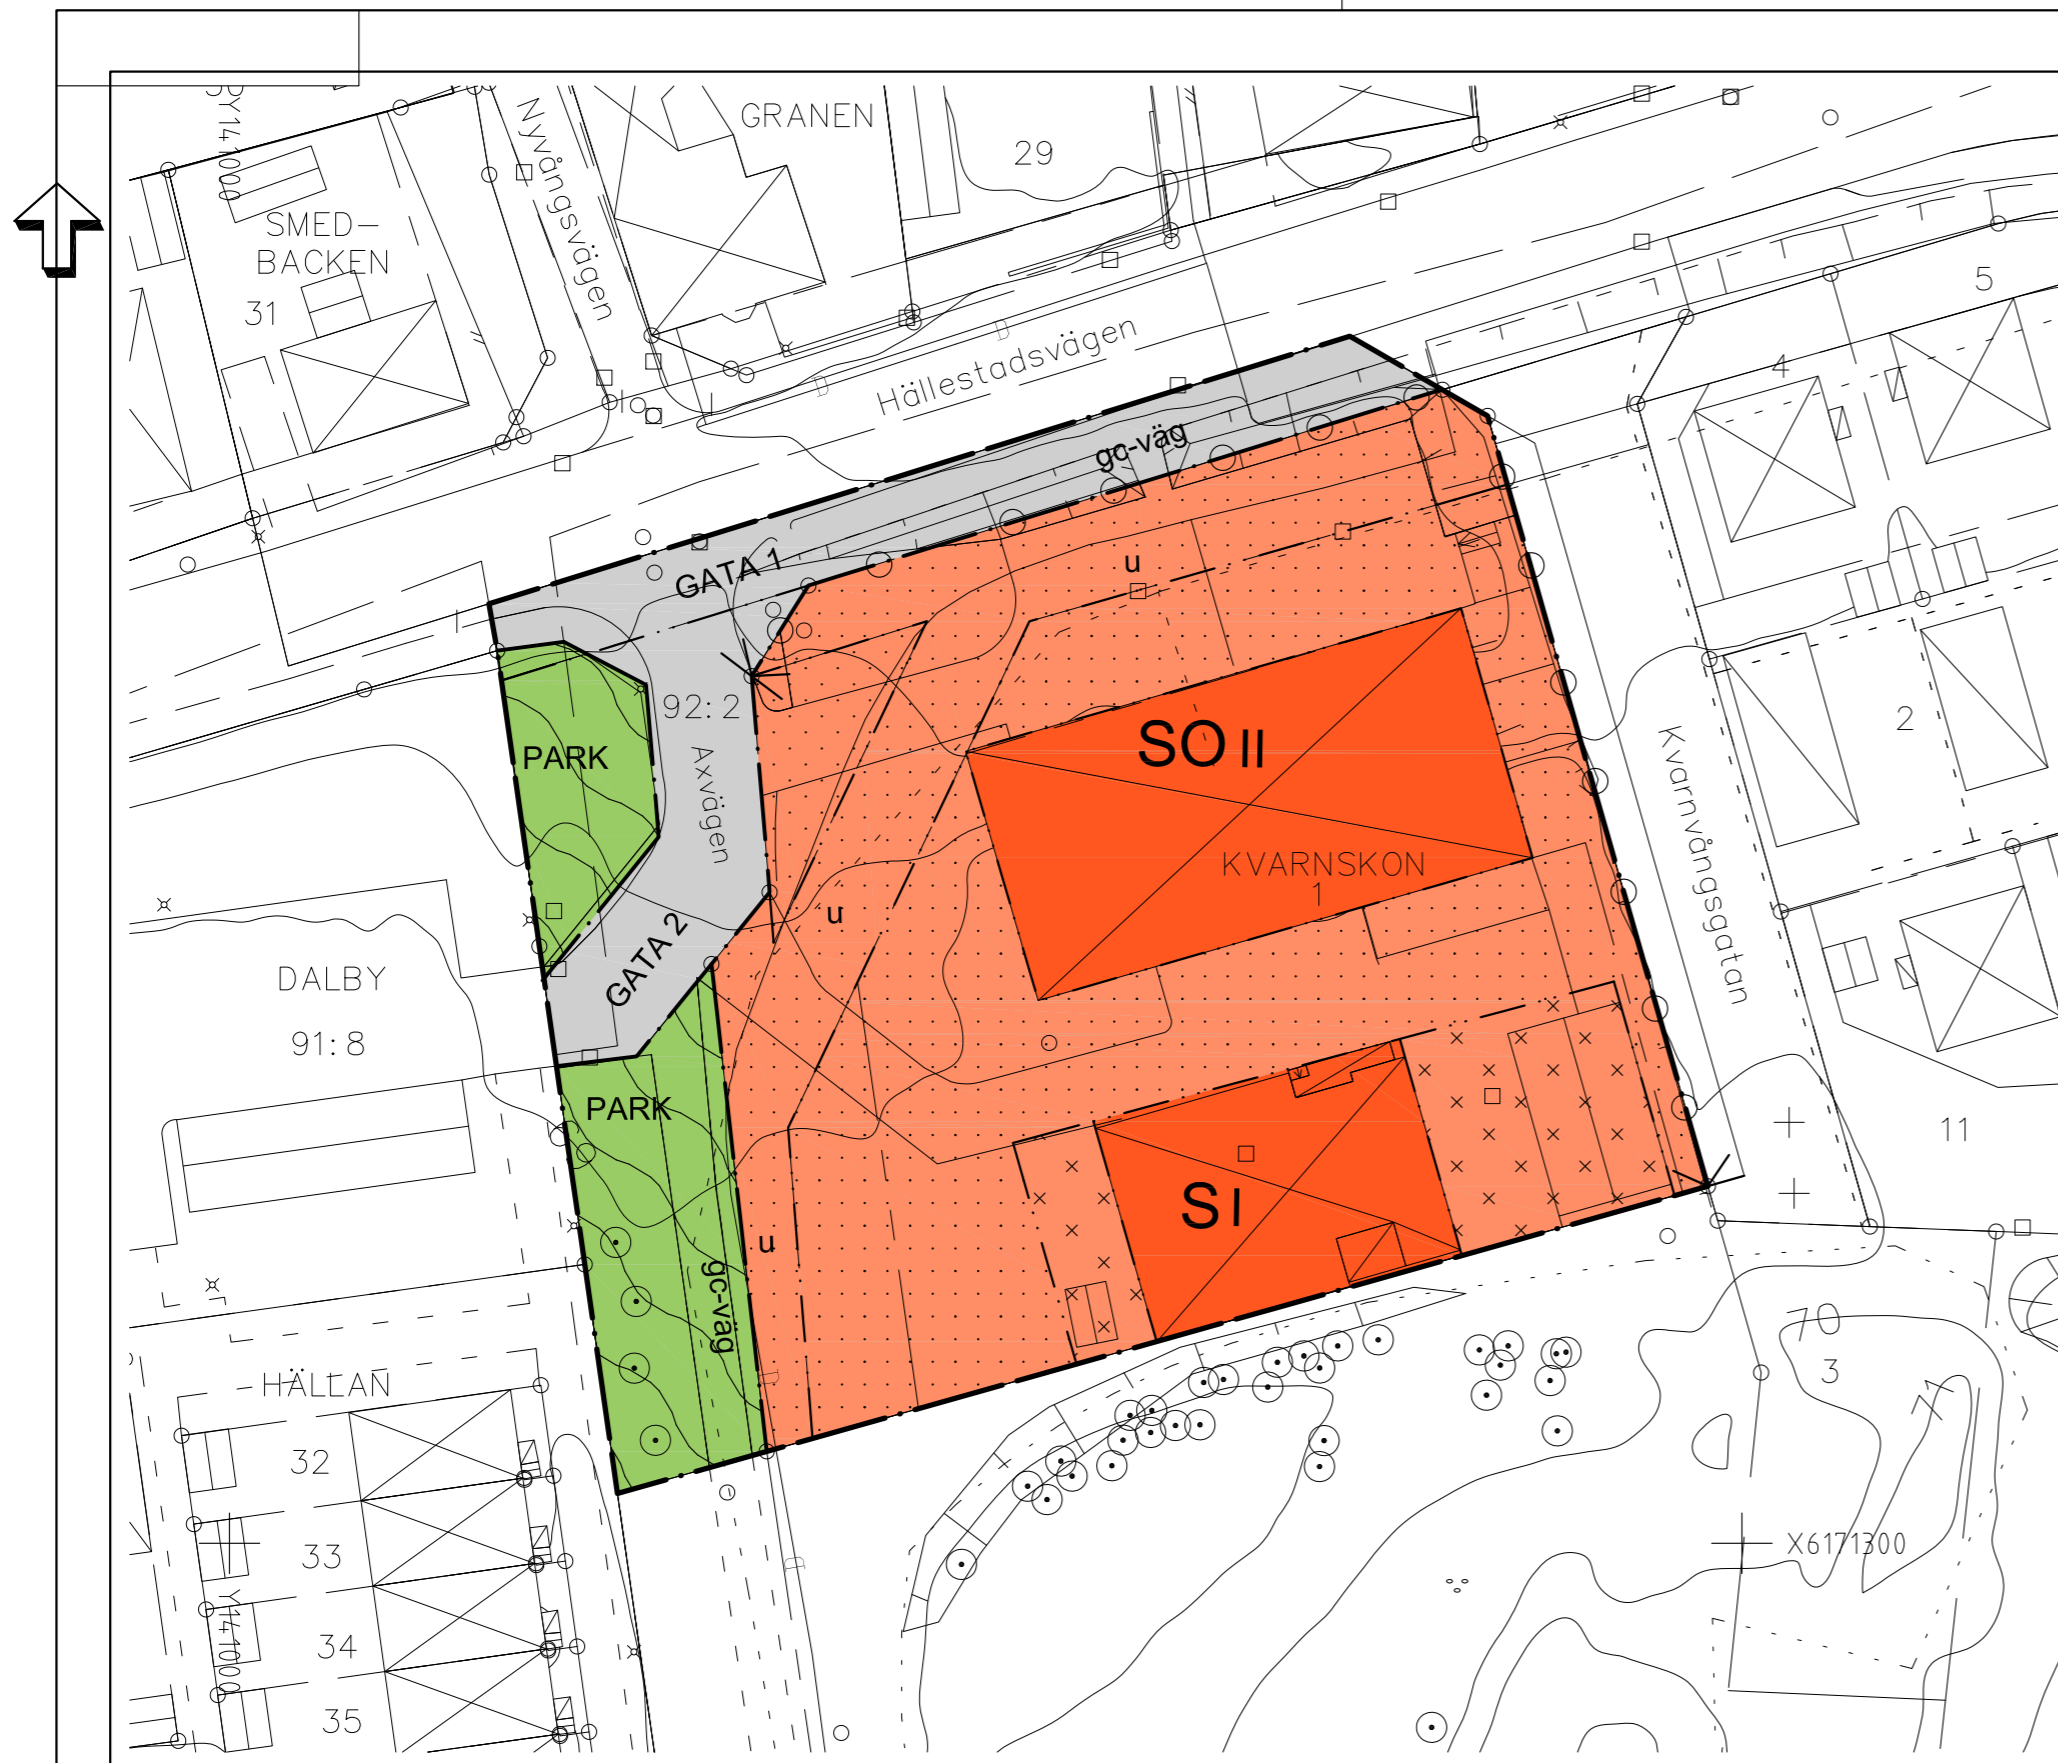 GRANEN
29
Nyvångsvägen
SMED-
BACKEN
31
5
4
Hällestadsvägen
gc-väg
GATA 1
u
92:2
PARK
Axvägen
SO II
2
Kvarnvångsgatan
KVARNSKON
1
u
GATA 2
DALBY
91:8
PARK
11
S I
u
gc-väg
70
3
HÄLLAN
32
33
X6171300
34
Y141000
35